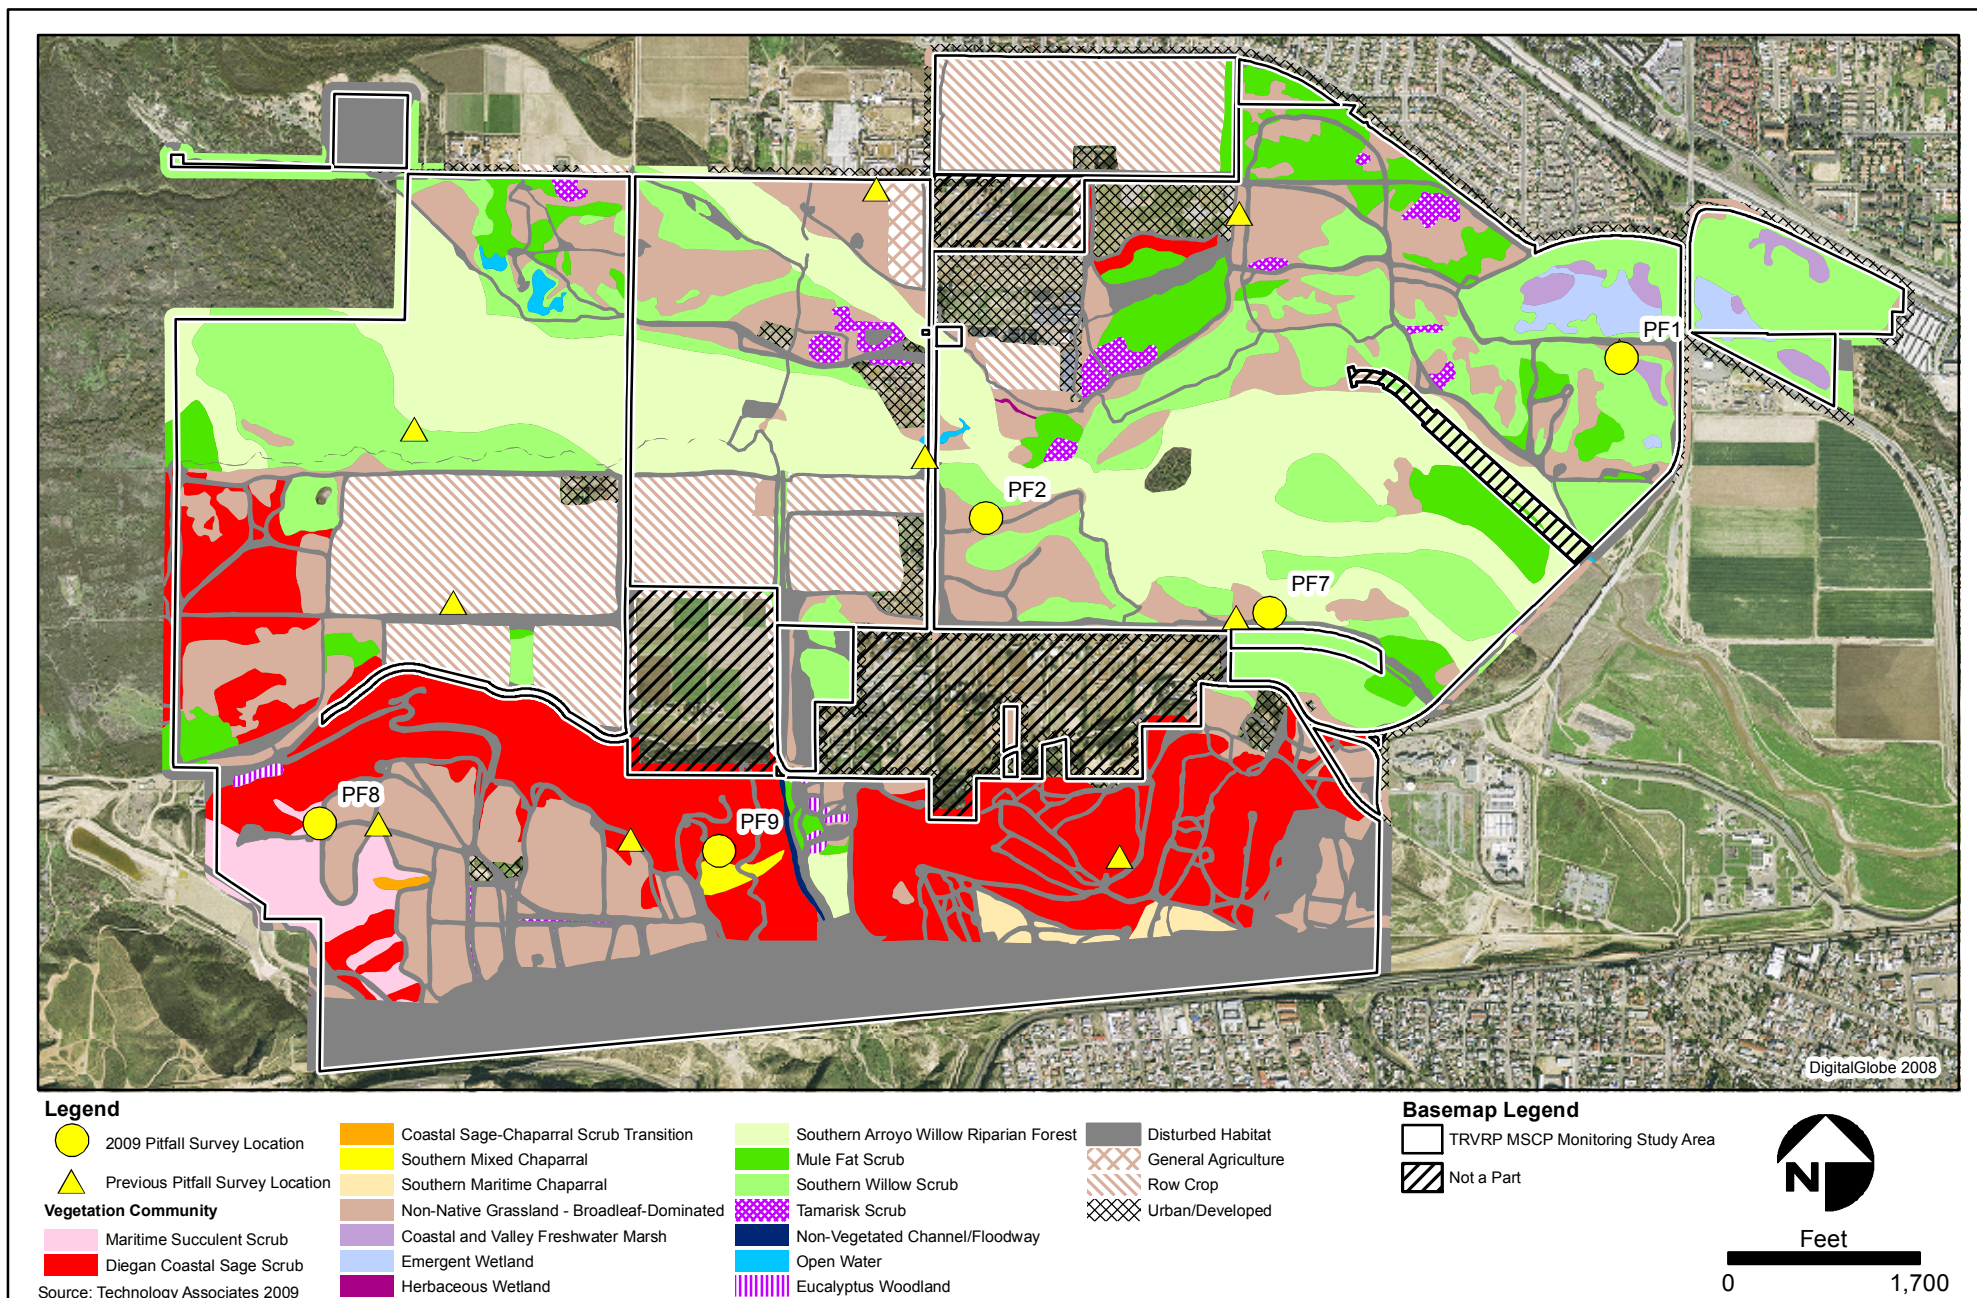 PF1
PF2
PF7
PF8
PF9
DigitalGlobe 2008
Legend
2009 Pitfall Survey Location
Previous Pitfall Survey Location
Vegetation Community
Maritime Succulent Scrub
Diegan Coastal Sage Scrub
Source: Technology Associates 2009
Coastal Sage-Chaparral Scrub Transition
Southern Mixed Chaparral
Southern Maritime Chaparral
Non-Native Grassland - Broadleaf-Dominated
Coastal and Valley Freshwater Marsh
Emergent Wetland
Herbaceous Wetland
Southern Arroyo Willow Riparian Forest
Mule Fat Scrub
Southern Willow Scrub
Tamarisk Scrub
Non-Vegetated Channel/Floodway
Open Water
Eucalyptus Woodland
Disturbed Habitat
General Agriculture
Row Crop
Urban/Developed
Basemap Legend
TRVRP MSCP Monitoring Study Area
Not a Part
N
Feet
0 1,700